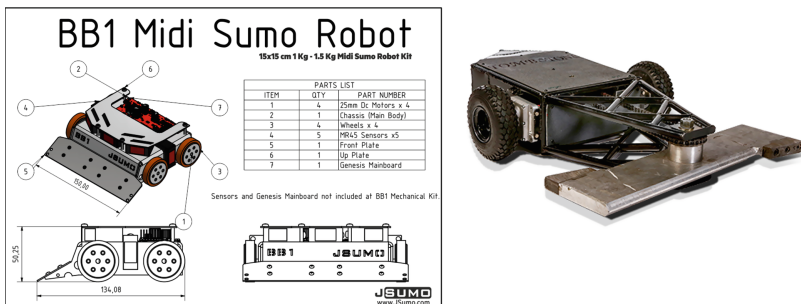 BB1 Midi Sumo Robot
15x15 cm 1 Kg - 1.5 Kg Midi Sumo Robot Kit
2
6
4
7
5
3
1
150,00
BB1 JSUMO
PARTS LIST
ITEM QTY PART NUMBER
1 4 25mm Dc Motors x 4
2 1 Chassis (Main Body)
3 4 Wheels x 4
4 5 MR45 Sensors x5
5 1 Front Plate
6 1 Up Plate
7 1 Genesis Mainboard
Sensors and Genesis Mainboard not included at BB1 Mechanical Kit.
50,25
134,08
BB1 JSUMO
JSUMO
www.JSumo.com